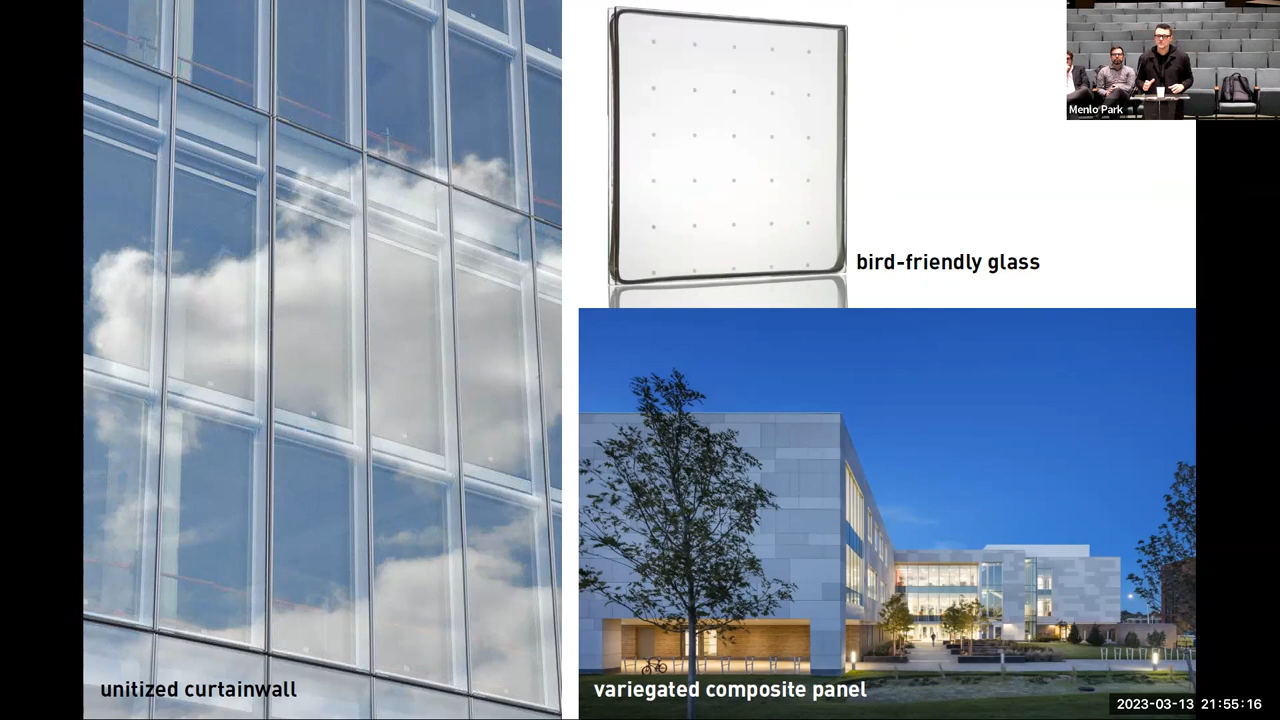 Menlo Park
bird-friendly glass
unitized curtainwall
variegated composite panel
2023-03-13 21:55:16